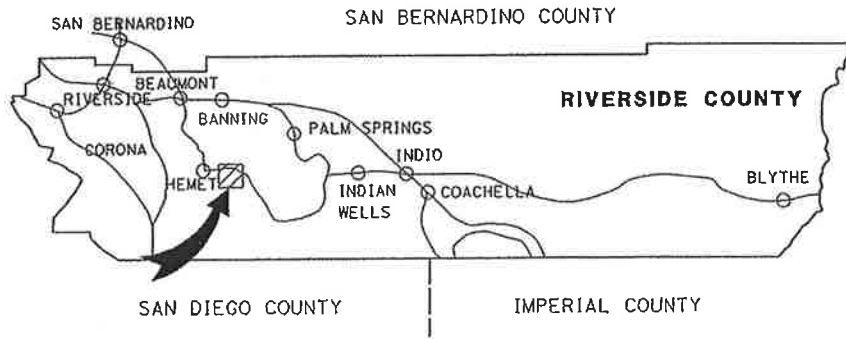 SAN BERNARDINO COUNTY
SAN BERNARDINO
BEAUMONT
RIVERSIDE
RIVERSIDE COUNTY
BANNING
PALM SPRINGS
CORONA
INDIO
HEMET
INDIAN
WELLS
COACHELLA
BLYTHE
SAN DIEGO COUNTY
IMPERIAL COUNTY